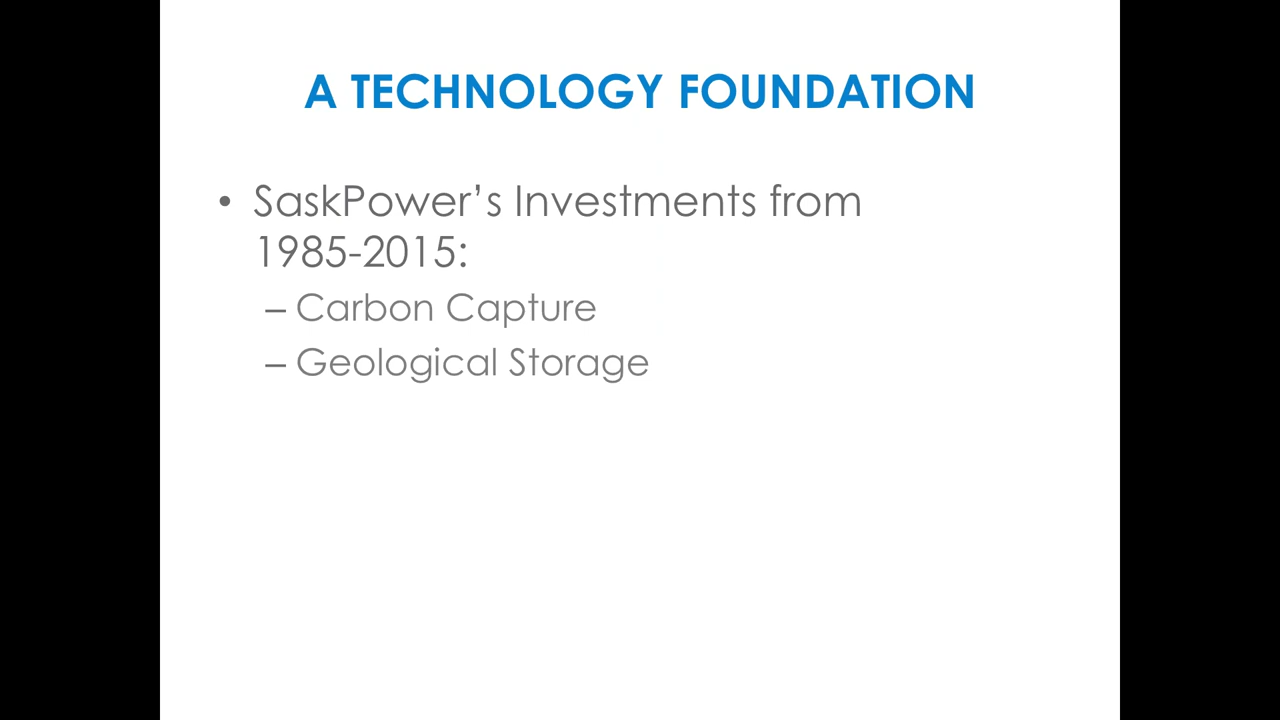 A TECHNOLOGY FOUNDATION
• SaskPower’s Investments from
1985-2015:
– Carbon Capture
– Geological Storage